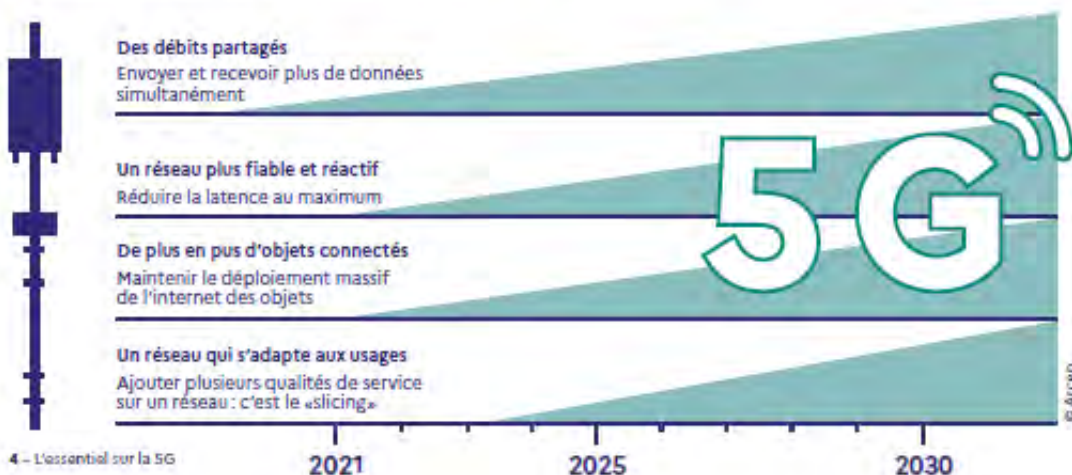 Des débits partagés
Envoyer et recevoir plus de données
simultanément
Un réseau plus fiable et réactif
Réduire la latence au maximum
De plus en pus d'objets connectés
Maintenir le déploiement massif
de l'internet des objets
Un réseau qui s'adapte aux usages
Ajouter plusieurs qualités de service
sur un réseau : c'est le «slicing»
5G
© Arcep
2021 2025 2030
4 – L'essentiel sur la 5G